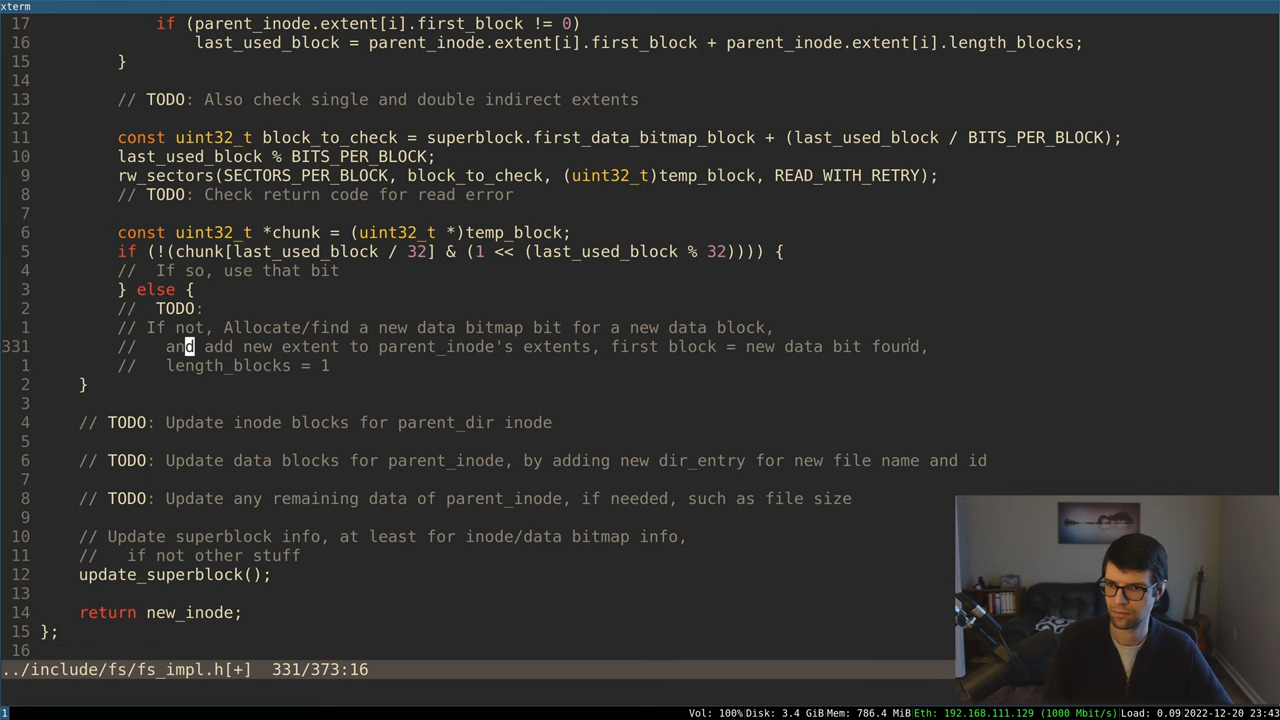 xterm
17 if (parent_inode.extent[i].first_block != 0)
16 last_used_block = parent_inode.extent[i].first_block + parent_inode.extent[i].length_blocks;
15 }
14
13 // TODO: Also check single and double indirect extents
12
11 const uint32_t block_to_check = superblock.first_data_bitmap_block + (last_used_block / BITS_PER_BLOCK);
10 last_used_block % BITS_PER_BLOCK;
9 rw_sectors(SECTORS_PER_BLOCK, block_to_check, (uint32_t)temp_block, READ_WITH_RETRY);
8 // TODO: Check return code for read error
7
6 const uint32_t *chunk = (uint32_t *)temp_block;
5 if (!(chunk[last_used_block / 32] & (1 << (last_used_block % 32)))) {
4 // If so, use that bit
3 } else {
2 // TODO:
1 // If not, Allocate/find a new data bitmap bit for a new data block,
331 // and add new extent to parent_inode's extents, first block = new data bit found,
1 // length_blocks = 1
2 }
3
4 // TODO: Update inode blocks for parent_dir inode
5
6 // TODO: Update data blocks for parent_inode, by adding new dir_entry for new file name and id
7
8 // TODO: Update any remaining data of parent_inode, if needed, such as file size
9
10 // Update superblock info, at least for inode/data bitmap info,
11 // if not other stuff
12 update_superblock();
13
14 return new_inode;
15 };
16
../include/fs/fs_impl.h[+] 331/373:16
1 Vol: 100% Disk: 3.4 GiB Mem: 786.4 MiB Eth: 192.168.111.129 (1000 Mbit/s) Load: 0.09 2022-12-20 23:43